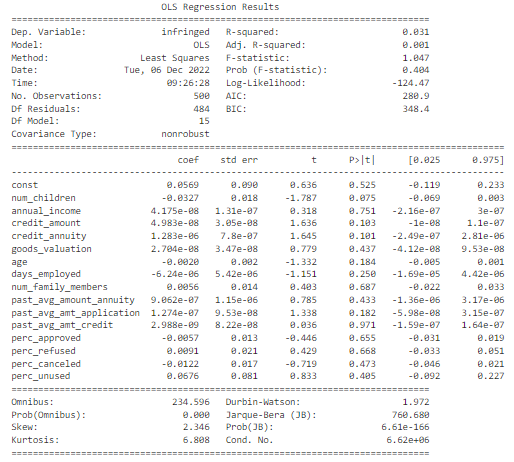 OLS Regression Results
==============================================================================
Dep. Variable: infringed R-squared: 0.031
Model: OLS Adj. R-squared: 0.001
Method: Least Squares F-statistic: 1.047
Date: Tue, 06 Dec 2022 Prob (F-statistic): 0.404
Time: 09:26:28 Log-Likelihood: -124.47
No. Observations: 500 AIC: 280.9
Df Residuals: 484 BIC: 348.4
Df Model: 15
Covariance Type: nonrobust
==========================================================================================
coef std err t P>|t| [0.025 0.975]
------------------------------------------------------------------------------------------
const 0.0569 0.090 0.636 0.525 -0.119 0.233
num_children -0.0327 0.018 -1.787 0.075 -0.069 0.003
annual_income 4.175e-08 1.31e-07 0.318 0.751 -2.16e-07 3e-07
credit_amount 4.983e-08 3.05e-08 1.636 0.103 -1e-08 1.1e-07
credit_annuity 1.283e-06 7.8e-07 1.645 0.101 -2.49e-07 2.81e-06
goods_valuation 2.704e-08 3.47e-08 0.779 0.437 -4.12e-08 9.53e-08
age -0.0020 0.002 -1.332 0.184 -0.005 0.001
days_employed -6.24e-06 5.42e-06 -1.151 0.250 -1.69e-05 4.42e-06
num_family_members 0.0056 0.014 0.403 0.687 -0.022 0.033
past_avg_amount_annuity 9.062e-07 1.15e-06 0.785 0.433 -1.36e-06 3.17e-06
past_avg_amt_application 1.274e-07 9.53e-08 1.338 0.182 -5.98e-08 3.15e-07
past_avg_amt_credit 2.988e-09 8.22e-08 0.036 0.971 -1.59e-07 1.64e-07
perc_approved -0.0057 0.013 -0.446 0.655 -0.031 0.019
perc_refused 0.0091 0.021 0.429 0.668 -0.033 0.051
perc_canceled -0.0122 0.017 -0.719 0.473 -0.046 0.021
perc_unused 0.0676 0.081 0.833 0.405 -0.092 0.227
==============================================================================
Omnibus: 234.596 Durbin-Watson: 1.972
Prob(Omnibus): 0.000 Jarque-Bera (JB): 760.680
Skew: 2.346 Prob(JB): 6.61e-166
Kurtosis: 6.808 Cond. No. 6.62e+06
==============================================================================